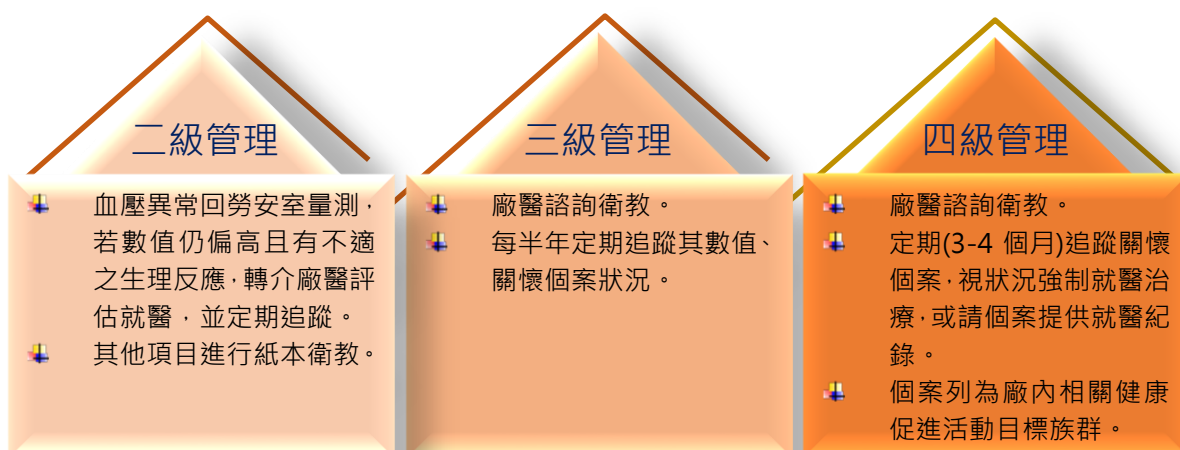 二級管理
血壓異常回勞安室量測，
若數值仍偏高且有不適
之生理反應，轉介廠醫評
估就醫，並定期追蹤。
其他項目進行紙本衛教。
三級管理
廠醫諮詢衛教。
每半年定期追蹤其數值、
關懷個案狀況。
四級管理
廠醫諮詢衛教。
定期(3-4 個月)追蹤關懷
個案，視狀況強制就醫治
療，或請個案提供就醫紀
錄。
個案列為廠內相關健康
促進活動目標族群。